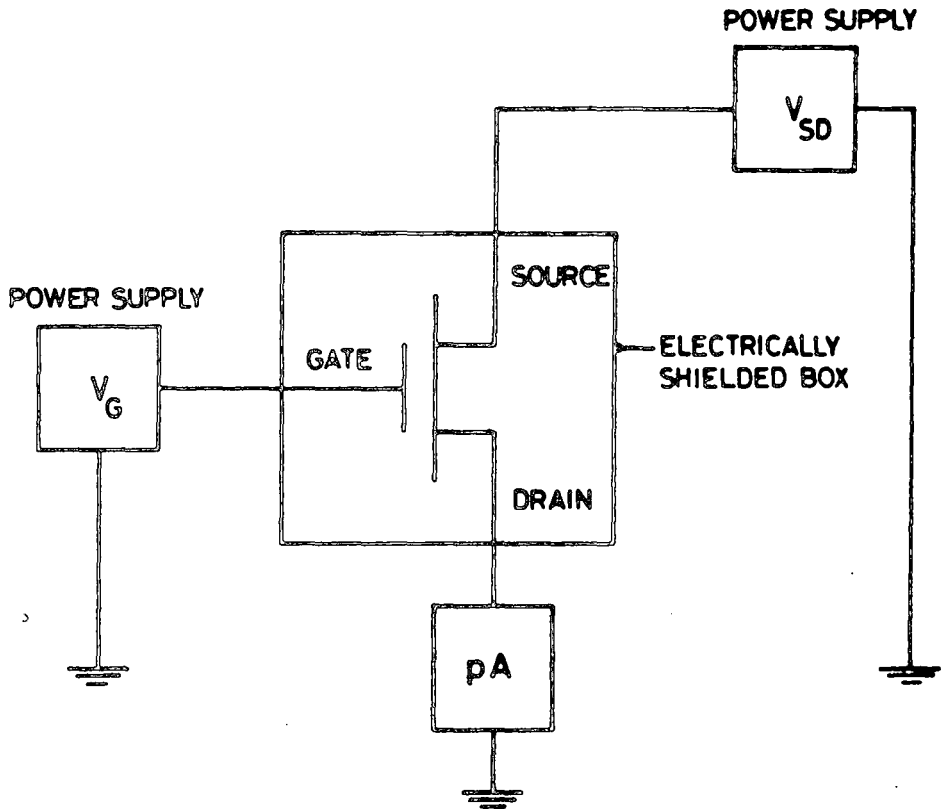 POWER SUPPLY
V_SD
SOURCE
POWER SUPPLY
ELECTRICALLY
SHIELDED BOX
GATE
V_G
DRAIN
pA